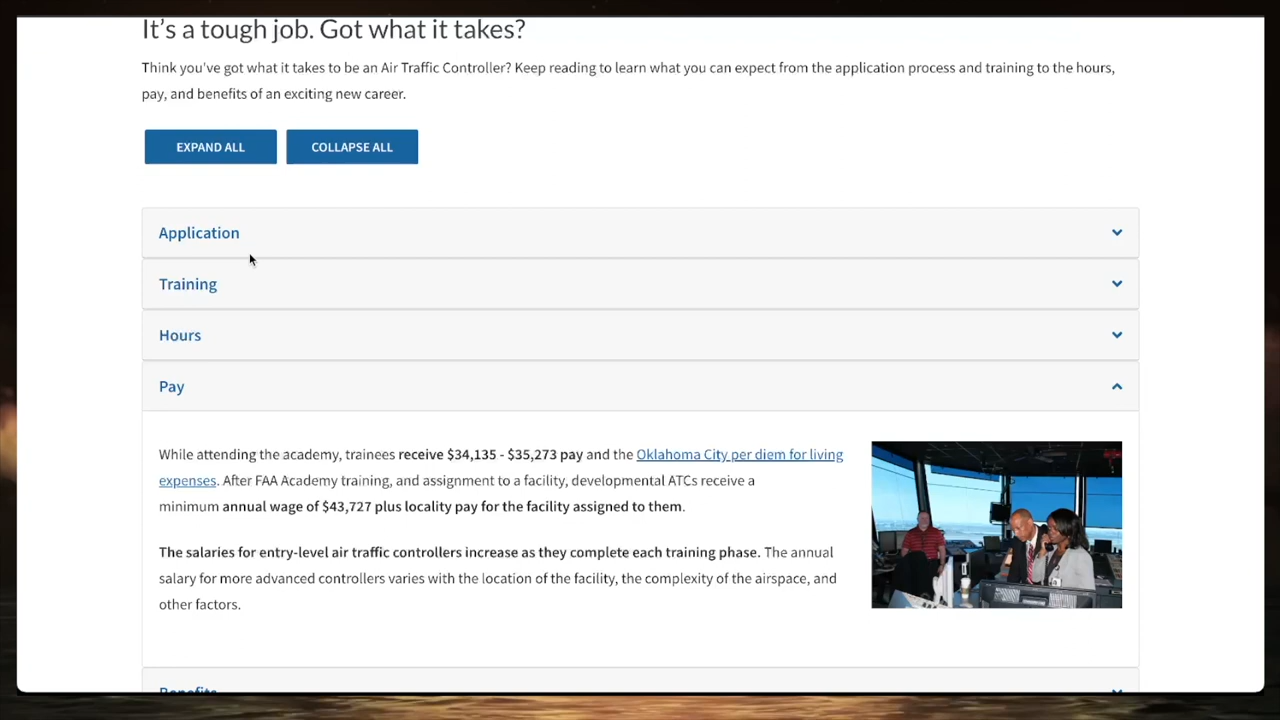 It’s a tough job. Got what it takes?
Think you’ve got what it takes to be an Air Traffic Controller? Keep reading to learn what you can expect from the application process and training to the hours,
pay, and benefits of an exciting new career.
EXPAND ALL
COLLAPSE ALL
Application
Training
Hours
Pay
While attending the academy, trainees receive $34,135 - $35,273 pay and the Oklahoma City per diem for living
expenses. After FAA Academy training, and assignment to a facility, developmental ATCs receive a
minimum annual wage of $43,727 plus locality pay for the facility assigned to them.
The salaries for entry-level air traffic controllers increase as they complete each training phase. The annual
salary for more advanced controllers varies with the location of the facility, the complexity of the airspace, and
other factors.
Benefits